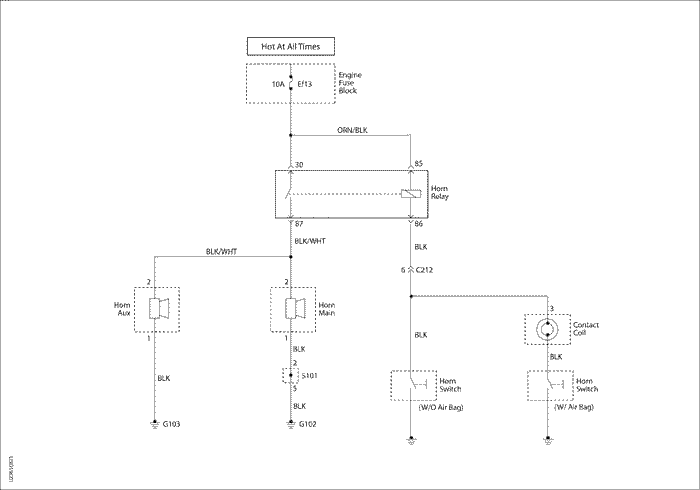 Hot At All Times
10A Ef13
Engine
Fuse
Block
ORN/BLK
30
85
Horn
Relay
87
86
BLK/WHT
BLK/WHT
BLK
6 C212
2
2
3
Horn
Aux
Horn
Main
Contact
Coil
1
1
BLK
BLK
BLK
2
S101
5
BLK
BLK
Horn
Switch
Horn
Switch
(W/O Air Bag)
(W/ Air Bag)
G103
G102